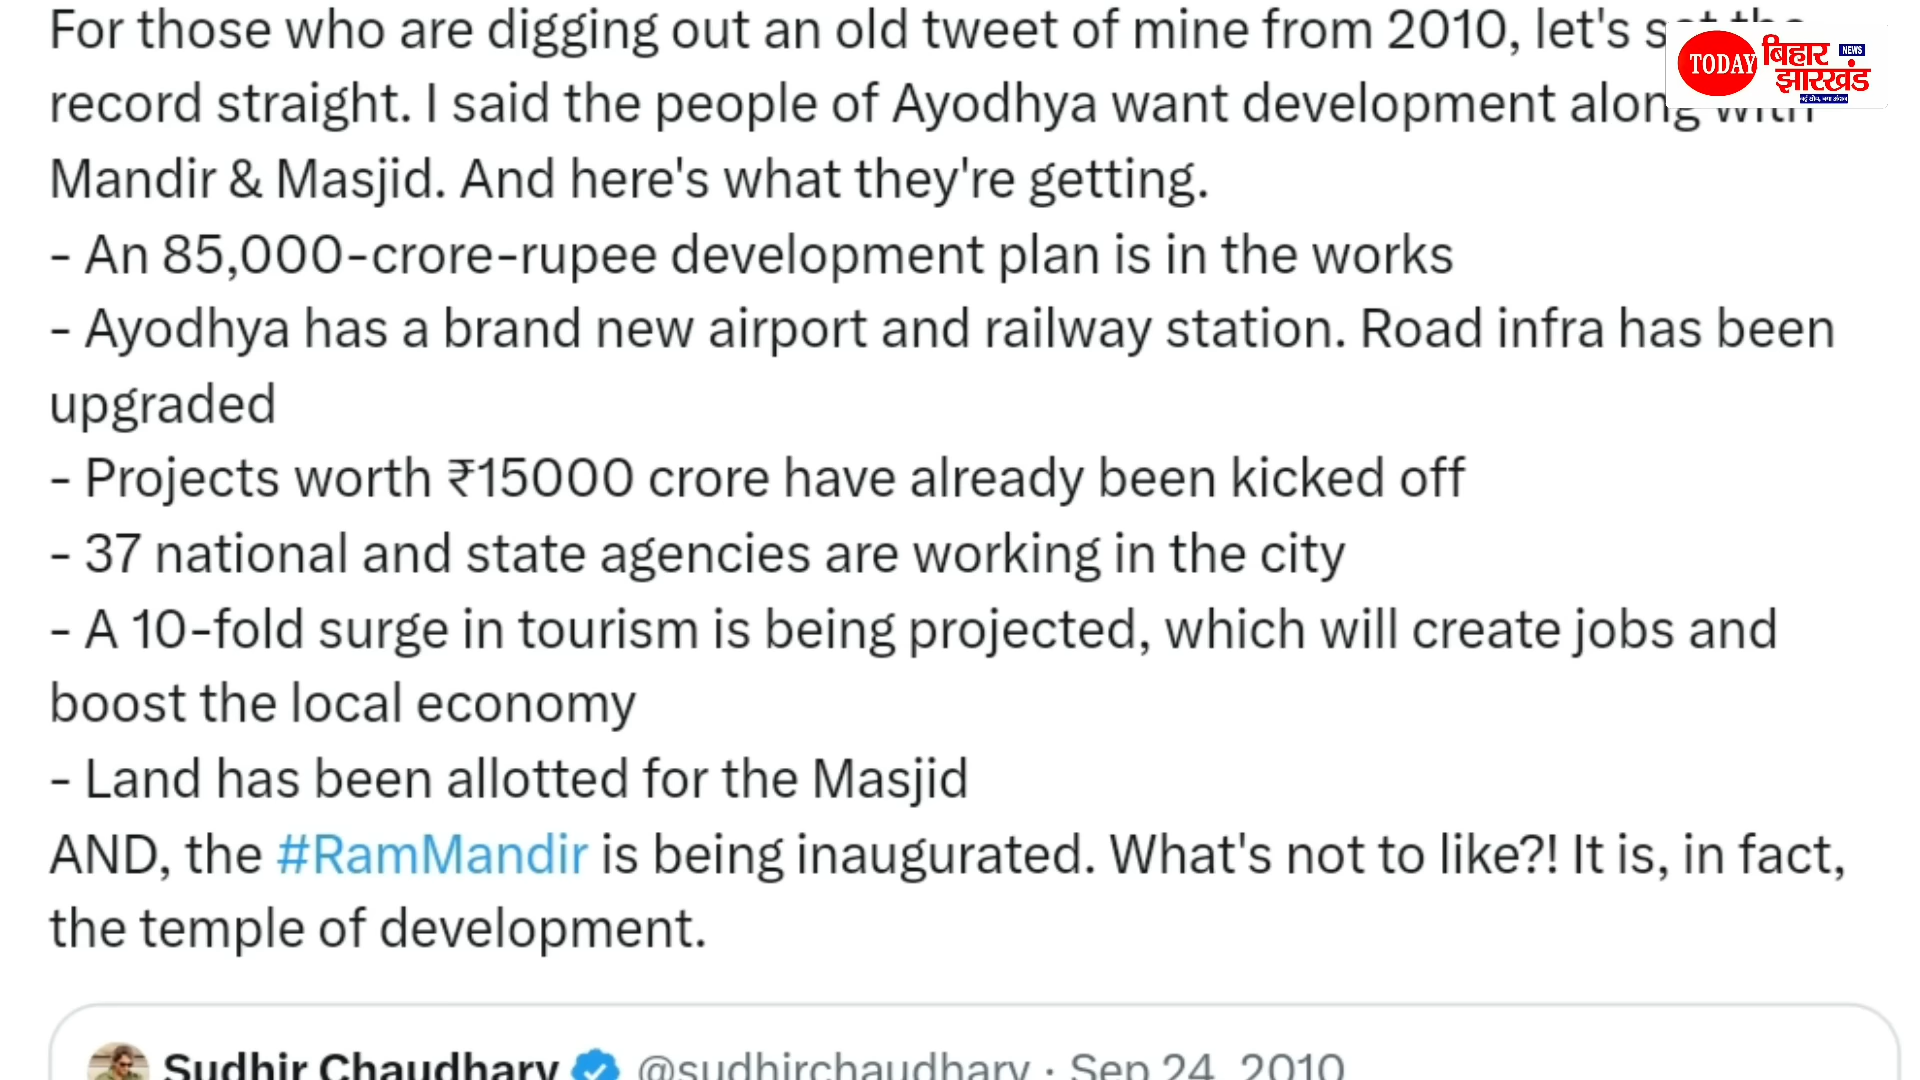 For those who are digging out an old tweet of mine from 2010, let's
record straight. I said the people of Ayodhya want development along with
Mandir & Masjid. And here's what they're getting.
- An 85,000-crore-rupee development plan is in the works
- Ayodhya has a brand new airport and railway station. Road infra has been
upgraded
- Projects worth ₹15000 crore have already been kicked off
- 37 national and state agencies are working in the city
- A 10-fold surge in tourism is being projected, which will create jobs and
boost the local economy
- Land has been allotted for the Masjid
AND, the #RamMandir is being inaugurated. What's not to like?! It is, in fact,
the temple of development.
Sudhir Chaudhary @sudhirchaudhary · Sep 24, 2010
TODAY
बिहार NEWS
झारखंड